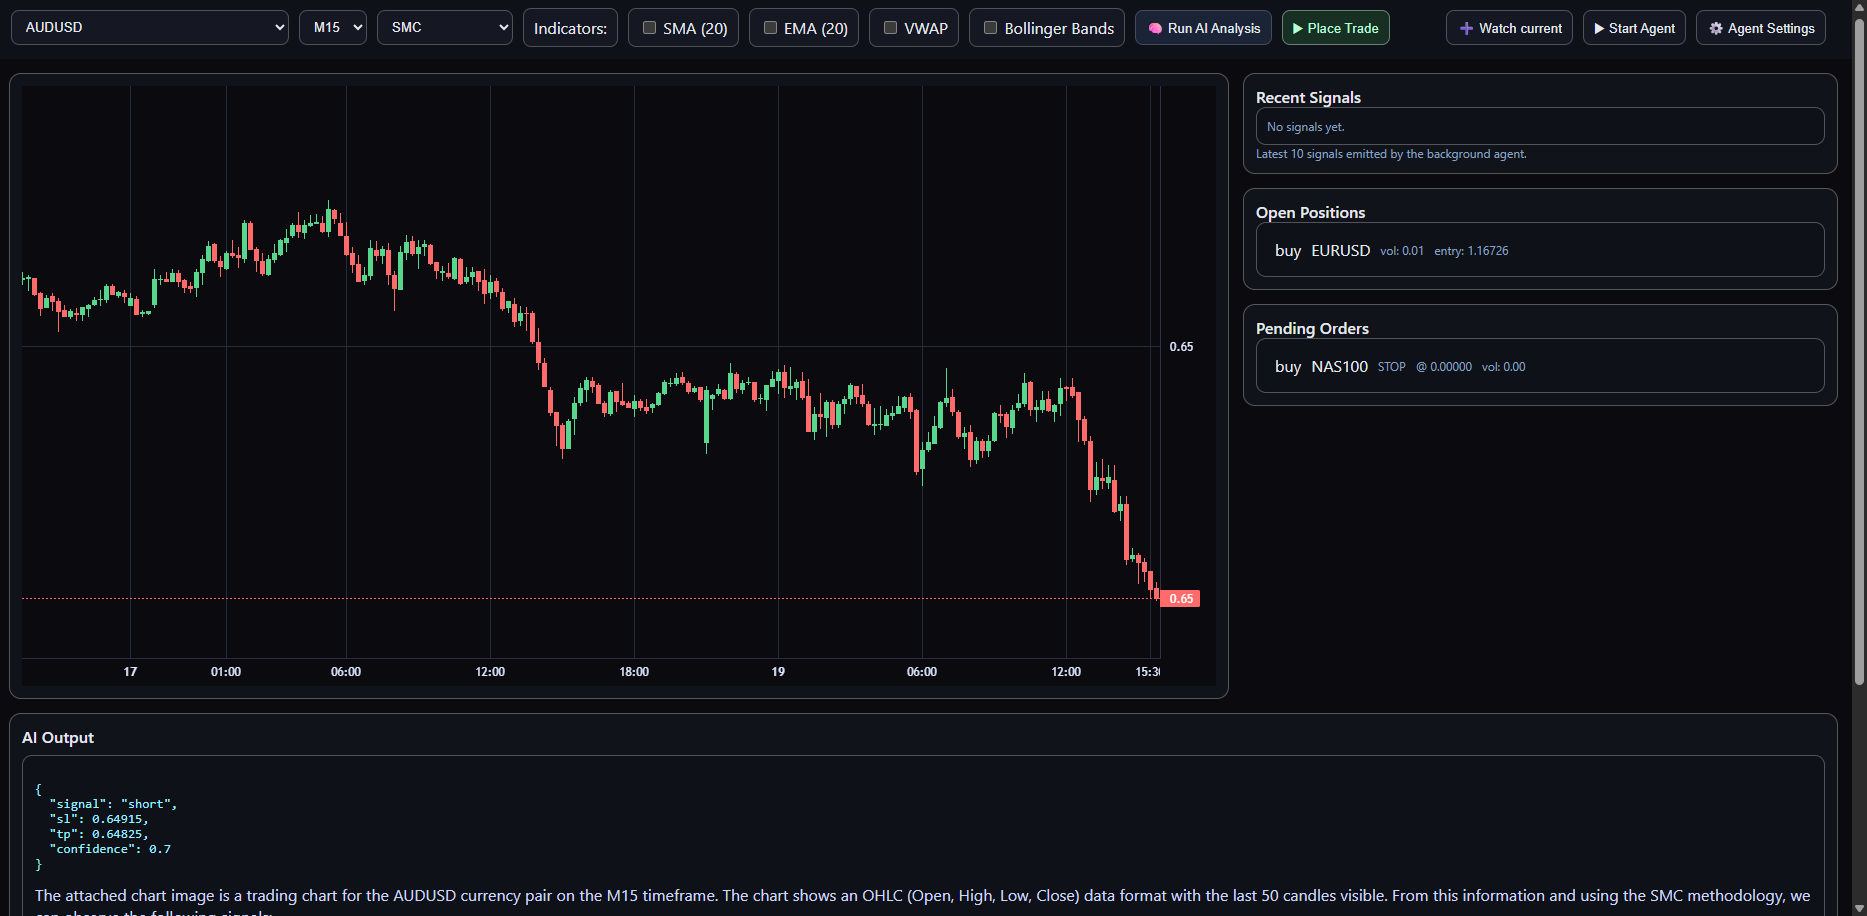 AUDUSD M15 SMC Indicators: SMA (20) EMA (20) VWAP Bollinger Bands Run AI Analysis Place Trade Watch current Start Agent Agent Settings
0.65
0.65
17 01:00 06:00 12:00 18:00 19 06:00 12:00 15:3
Recent Signals
No signals yet.
Latest 10 signals emitted by the background agent.
Open Positions
buy EURUSD vol: 0.01 entry: 1.16726
Pending Orders
buy NAS100 STOP @ 0.00000 vol: 0.00
AI Output
{
"signal": "short",
"sl": 0.64915,
"tp": 0.64825,
"confidence": 0.7
}
The attached chart image is a trading chart for the AUDUSD currency pair on the M15 timeframe. The chart shows an OHLC (Open, High, Low, Close) data format with the last 50 candles visible. From this information and using the SMC methodology, we
can observe the following signals: